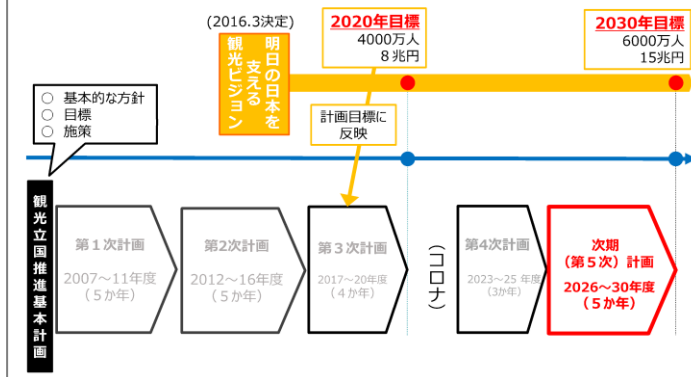 (2016.3決定)
明日の日本を
支える
観光ビジョン
2020年目標
4000万人
8兆円
2030年目標
6000万人
15兆円
○ 基本的な方針
○ 目標
○ 施策
計画目標に
反映
観光立国推進基本計画
第１次計画
2007～11年度
（５か年）
第２次計画
2012～16年度
（５か年）
第３次計画
2017～20年度
（４か年）
（コロナ）
第4次計画
2023～25 年度
(3か年)
次期
（第５次）計画
2026～30年度
（５か年）